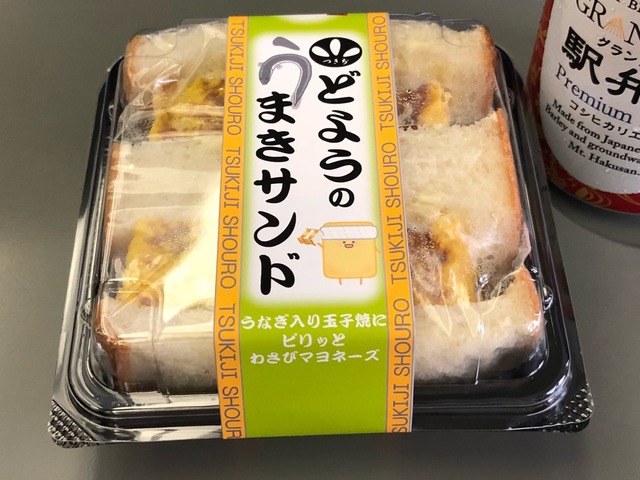 つきぢ
どようの
うまきサンド
うなぎ入り玉子焼に
ピリッと
わさびマヨネーズ
TSUKIJI SHOURO TSUKIJI SHOURO
TSUKIJI SHOURO TSUKIJI SHOURO
駅弁
Premium
コシヒカリ
Made from Japanese
Barley and groundwa
Mt. Hakusan.